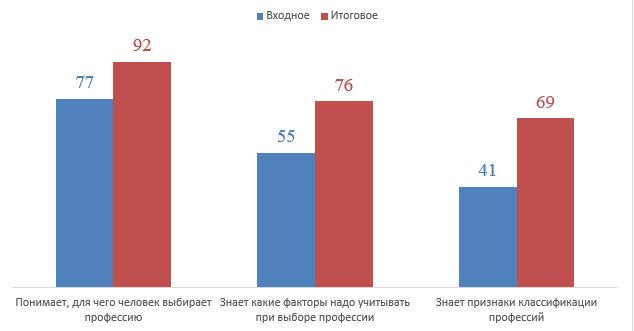 Входное Итоговое
92
77
76
55
69
41
Понимает, для чего человек выбирает
профессию
Знает какие факторы надо учитывать
при выборе профессии
Знает признаки классификации
профессий